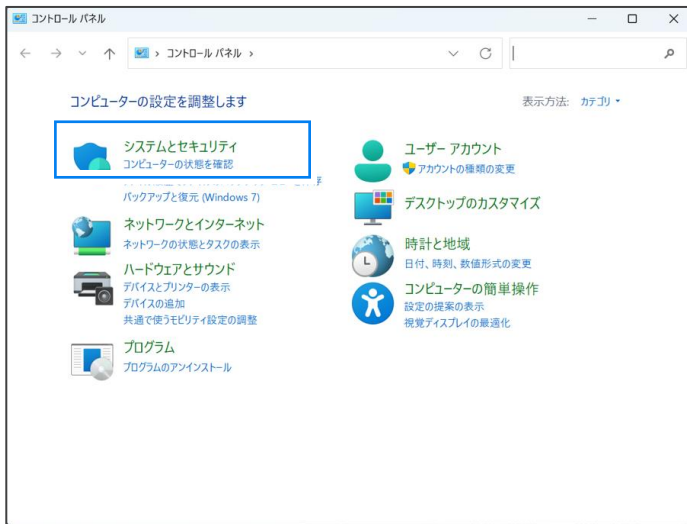 コントロール パネル
コントロール パネル
コンピューターの設定を調整します
表示方法: カテゴリ
システムとセキュリティ
コンピューターの状態を確認
バックアップと復元 (Windows 7)
ネットワークとインターネット
ネットワークの状態とタスクの表示
ハードウェアとサウンド
デバイスとプリンターの表示
デバイスの追加
共通で使うモビリティ設定の調整
プログラム
プログラムのアンインストール
ユーザー アカウント
アカウントの種類の変更
デスクトップのカスタマイズ
時計と地域
日付、時刻、数値形式の変更
コンピューターの簡単操作
設定の提案の表示
視覚ディスプレイの最適化